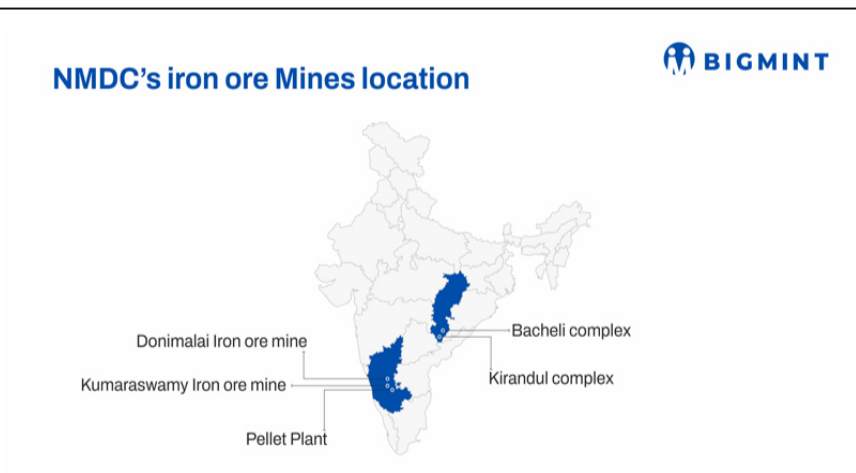 BIGMINT
NMDC's iron ore Mines location
Donimalai Iron ore mine
Bacheli complex
Kumaraswamy Iron ore mine
Kirandul complex
Pellet Plant